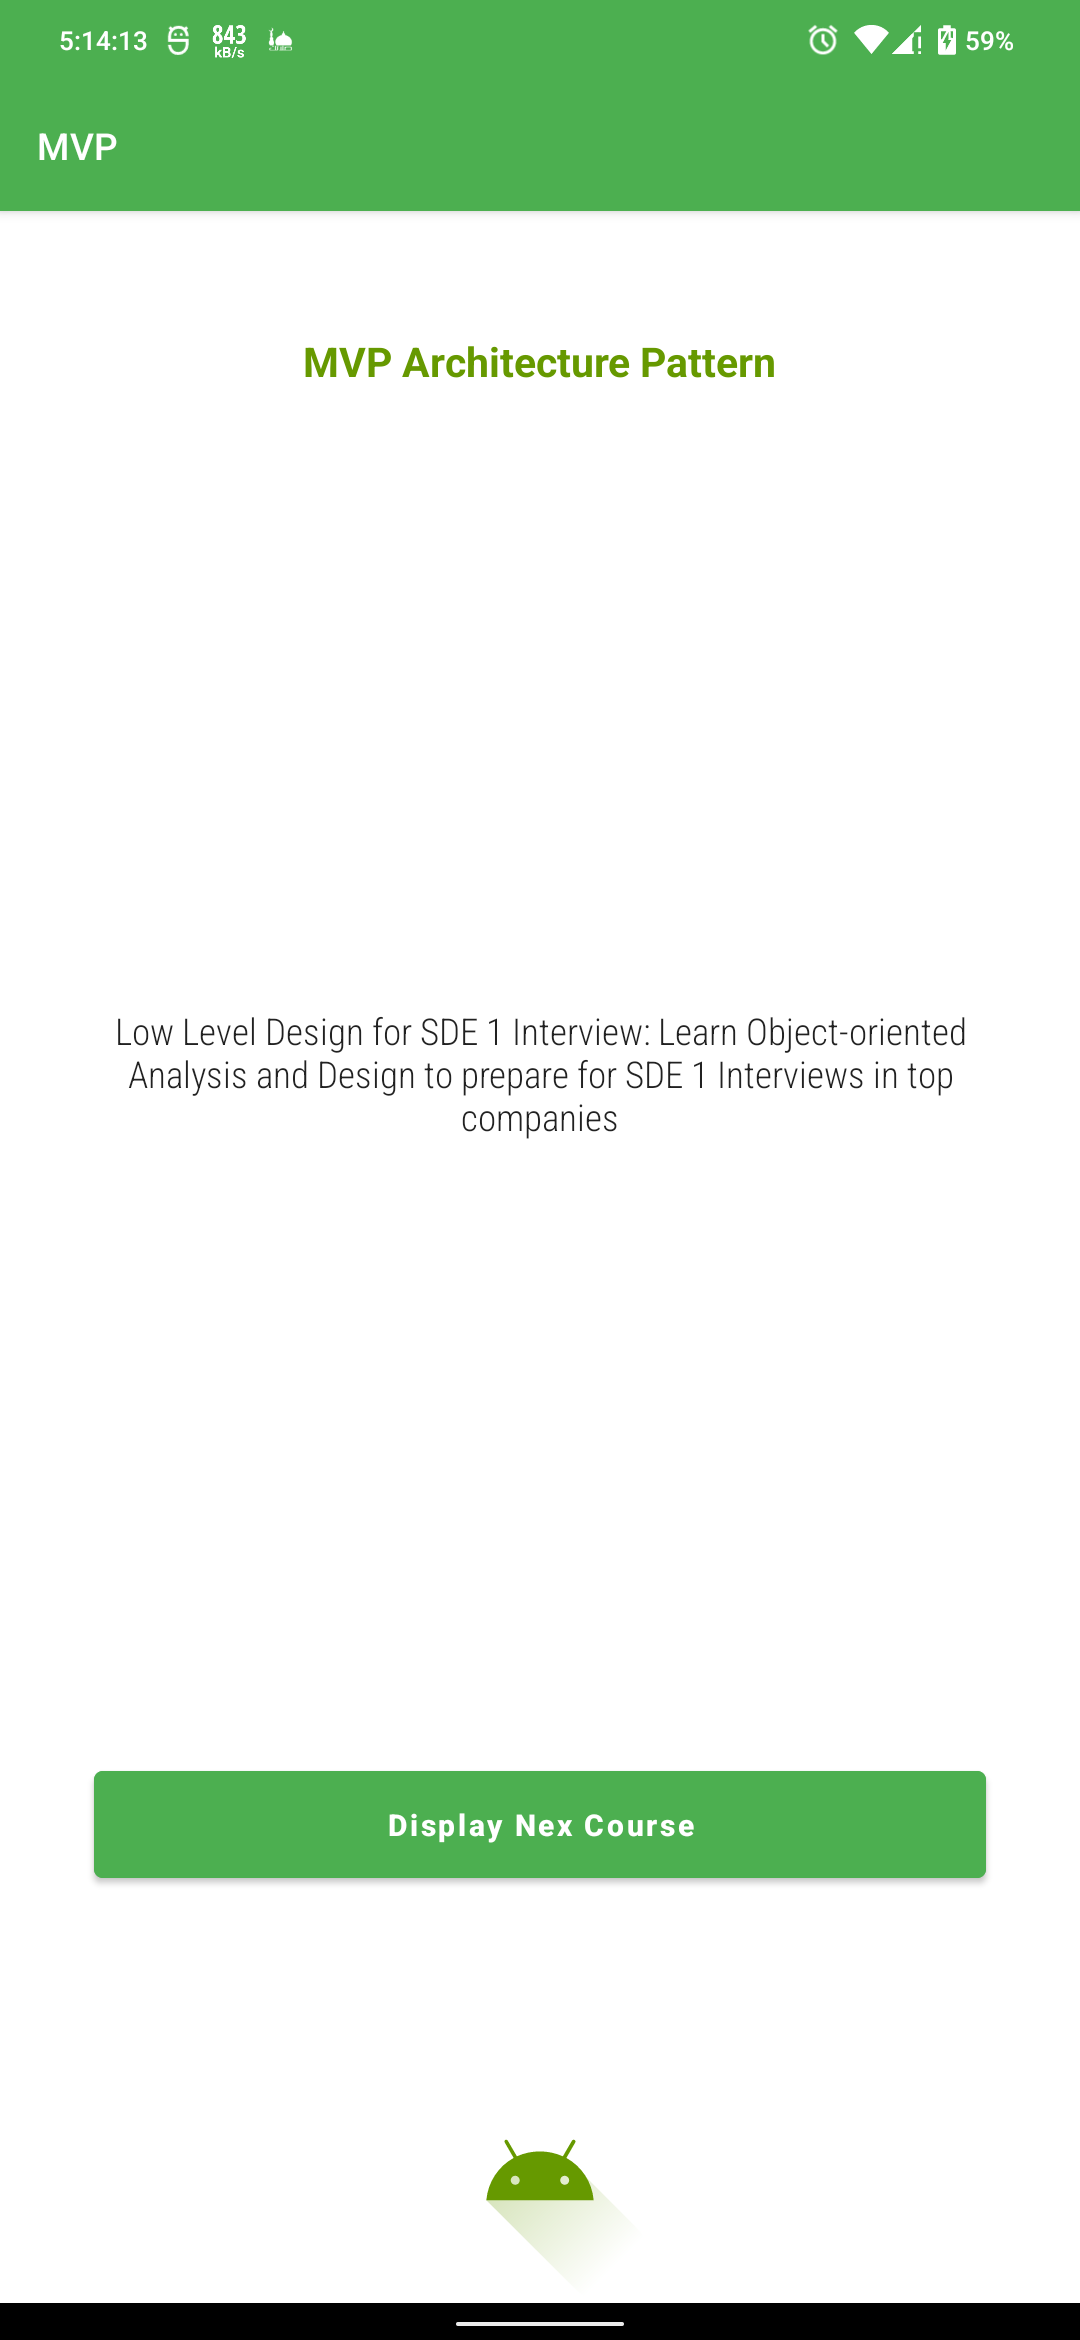 5:14:13 843 59%
kB/s
MVP
MVP Architecture Pattern
Low Level Design for SDE 1 Interview: Learn Object-oriented
Analysis and Design to prepare for SDE 1 Interviews in top
companies
Display Nex Course